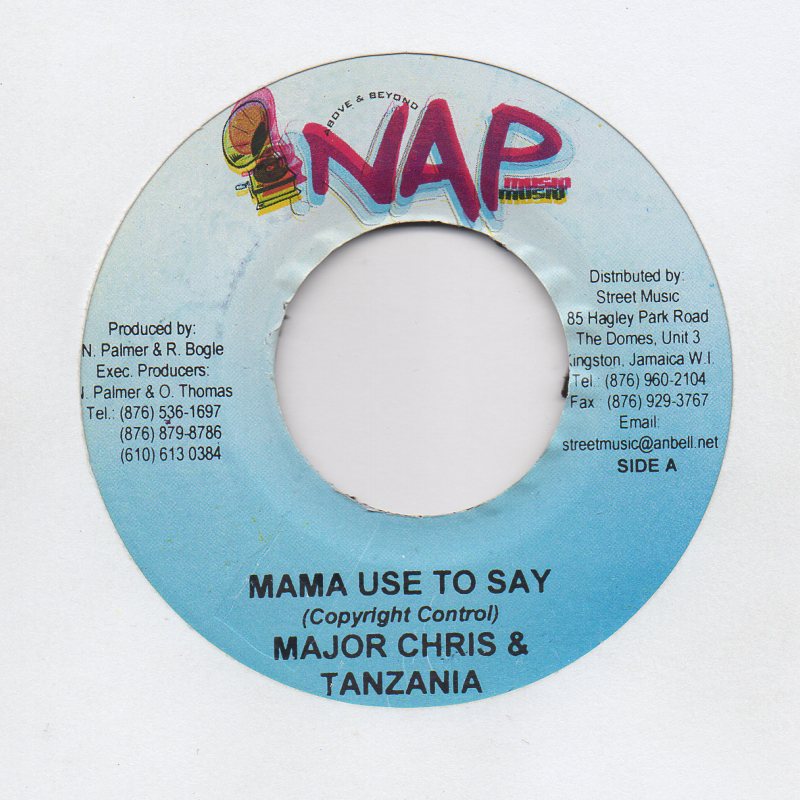 ABOVE & BEYOND
NAP
music
Produced by:
N. Palmer & R. Bogle
Exec. Producers:
N. Palmer & O. Thomas
Tel.: (876) 536-1697
(876) 879-8786
(610) 613 0384
Distributed by:
Street Music
85 Hagley Park Road
The Domes, Unit 3
Kingston, Jamaica W.I.
Tel.: (876) 960-2104
Fax (876) 929-3767
Email:
streetmusic@anbell.net
SIDE A
MAMA USE TO SAY
(Copyright Control)
MAJOR CHRIS &
TANZANIA